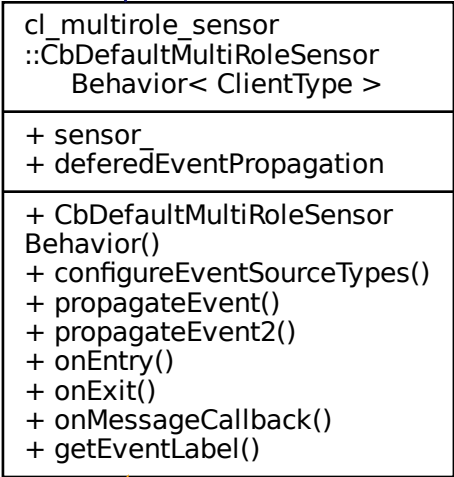 cl_multirole_sensor
::CbDefaultMultiRoleSensor
Behavior< ClientType >
+ sensor_
+ deferedEventPropagation
+ CbDefaultMultiRoleSensor
Behavior()
+ configureEventSourceTypes()
+ propagateEvent()
+ propagateEvent2()
+ onEntry()
+ onExit()
+ onMessageCallback()
+ getEventLabel()